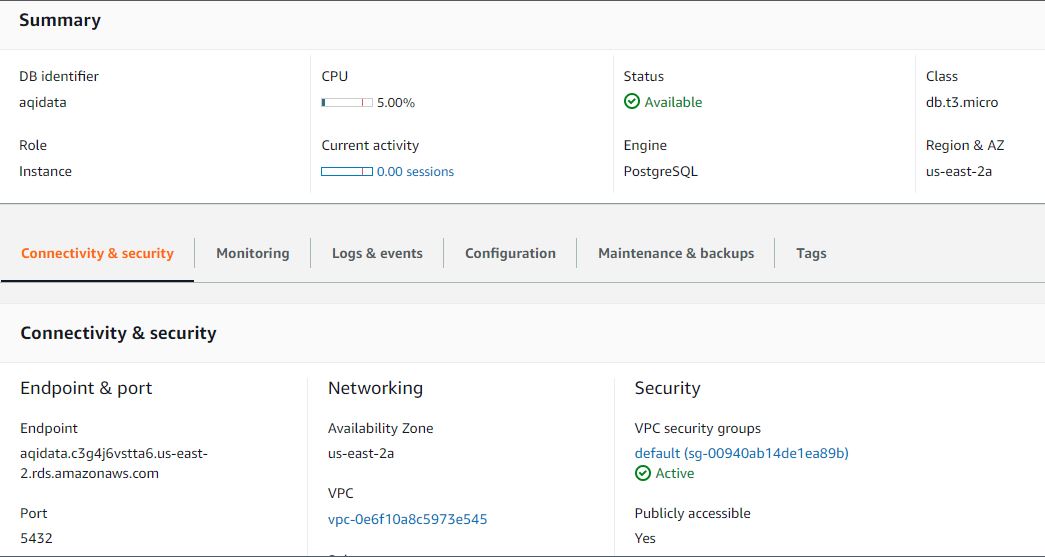 Summary
DB identifier
aqidata
CPU
5.00%
Status
Available
Class
db.t3.micro
Role
Instance
Current activity
0.00 sessions
Engine
PostgreSQL
Region & AZ
us-east-2a
Connectivity & security
Monitoring
Logs & events
Configuration
Maintenance & backups
Tags
Connectivity & security
Endpoint & port
Endpoint
aqidata.c3g4j6vstta6.us-east-
2.rds.amazonaws.com
Port
5432
Networking
Availability Zone
us-east-2a
VPC
vpc-0e6f10a8c5973e545
Security
VPC security groups
default (sg-00940ab14de1ea89b)
Active
Publicly accessible
Yes